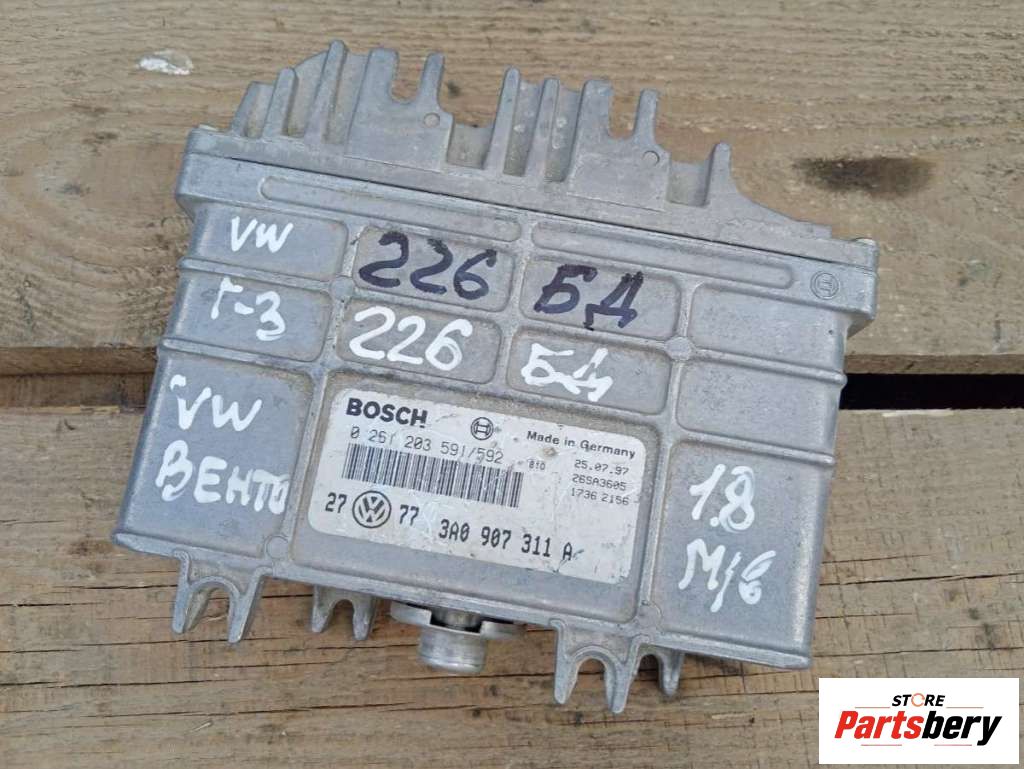 VW
226 БД
Г-3
226 БД
VW
ВЕНТО
BOSCH
Made in Germany
0 261 203 591/592
810
25.07.97
26SA3605
1736 2156
27 77 3A0 907 311 A
1.8
М/Б
STORE
Partsbery